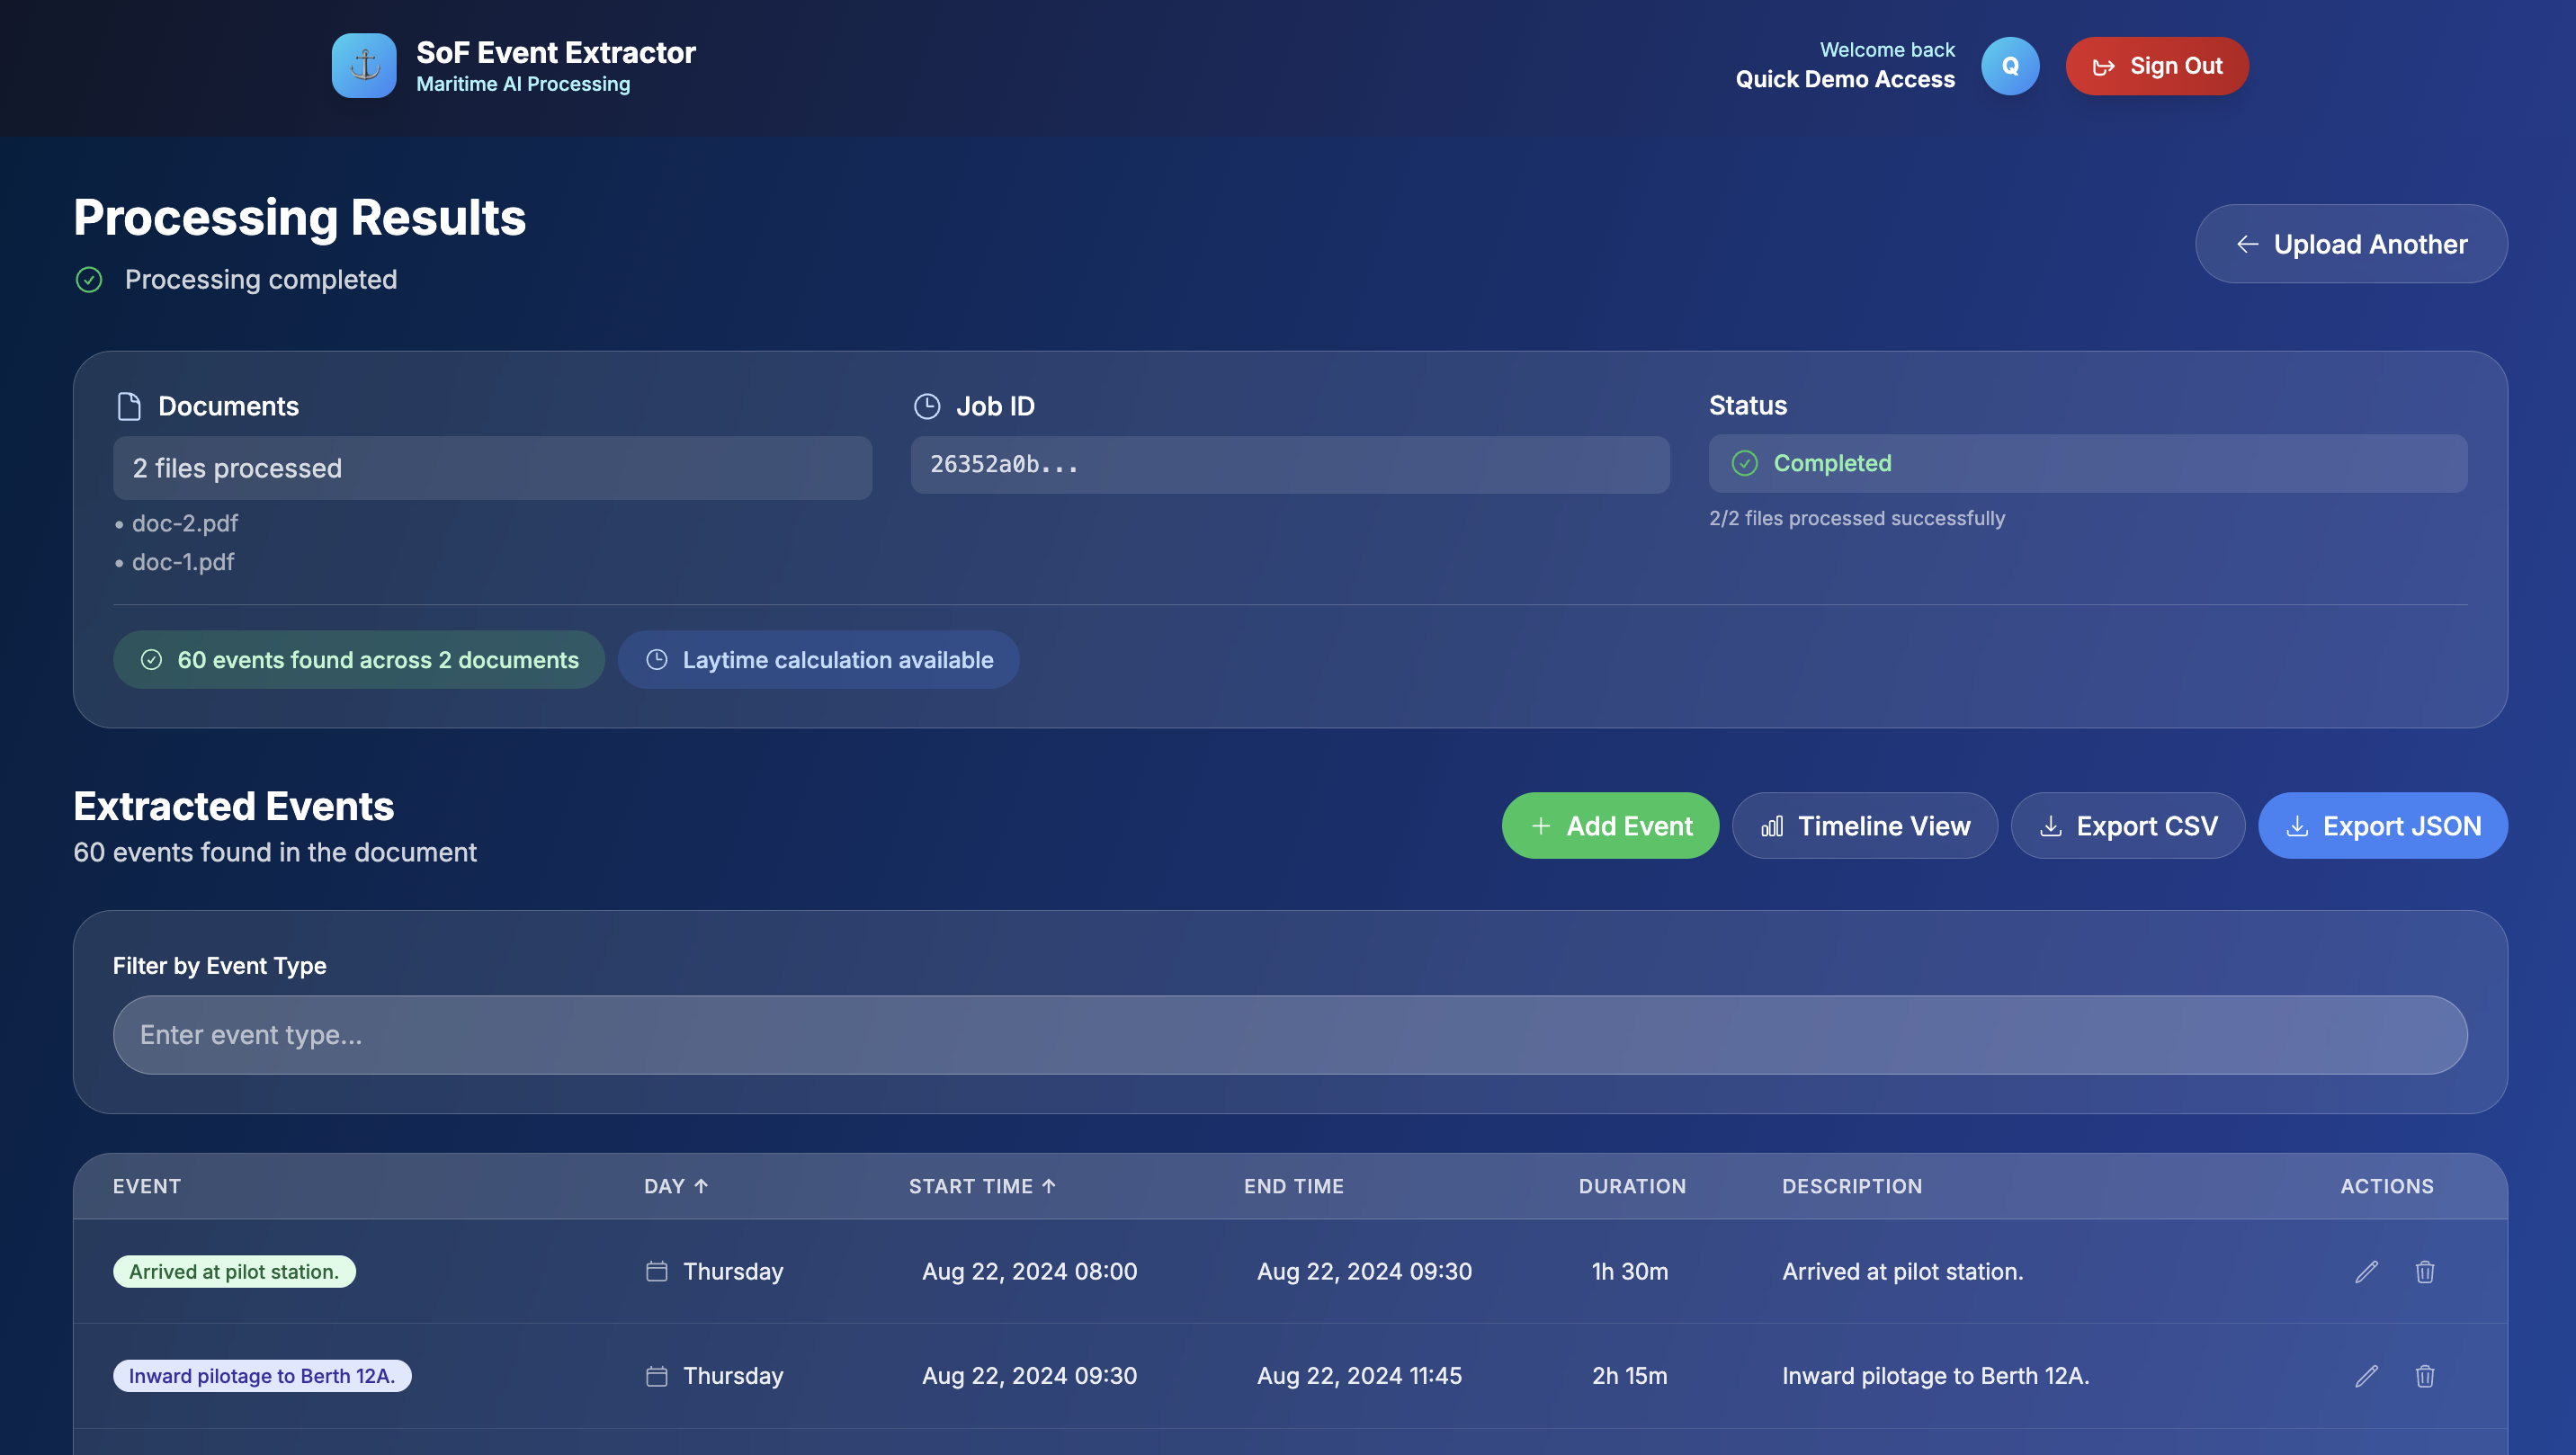 SoF Event Extractor
Maritime AI Processing
Welcome back
Quick Demo Access
Q
Sign Out
Processing Results
Processing completed
Upload Another
Documents
2 files processed
• doc-2.pdf
• doc-1.pdf
Job ID
26352a0b...
Status
Completed
2/2 files processed successfully
60 events found across 2 documents
Laytime calculation available
Extracted Events
60 events found in the document
Add Event
Timeline View
Export CSV
Export JSON
Filter by Event Type
Enter event type...
EVENT DAY ↑ START TIME ↑ END TIME DURATION DESCRIPTION ACTIONS
Arrived at pilot station. Thursday Aug 22, 2024 08:00 Aug 22, 2024 09:30 1h 30m Arrived at pilot station.
Inward pilotage to Berth 12A. Thursday Aug 22, 2024 09:30 Aug 22, 2024 11:45 2h 15m Inward pilotage to Berth 12A.